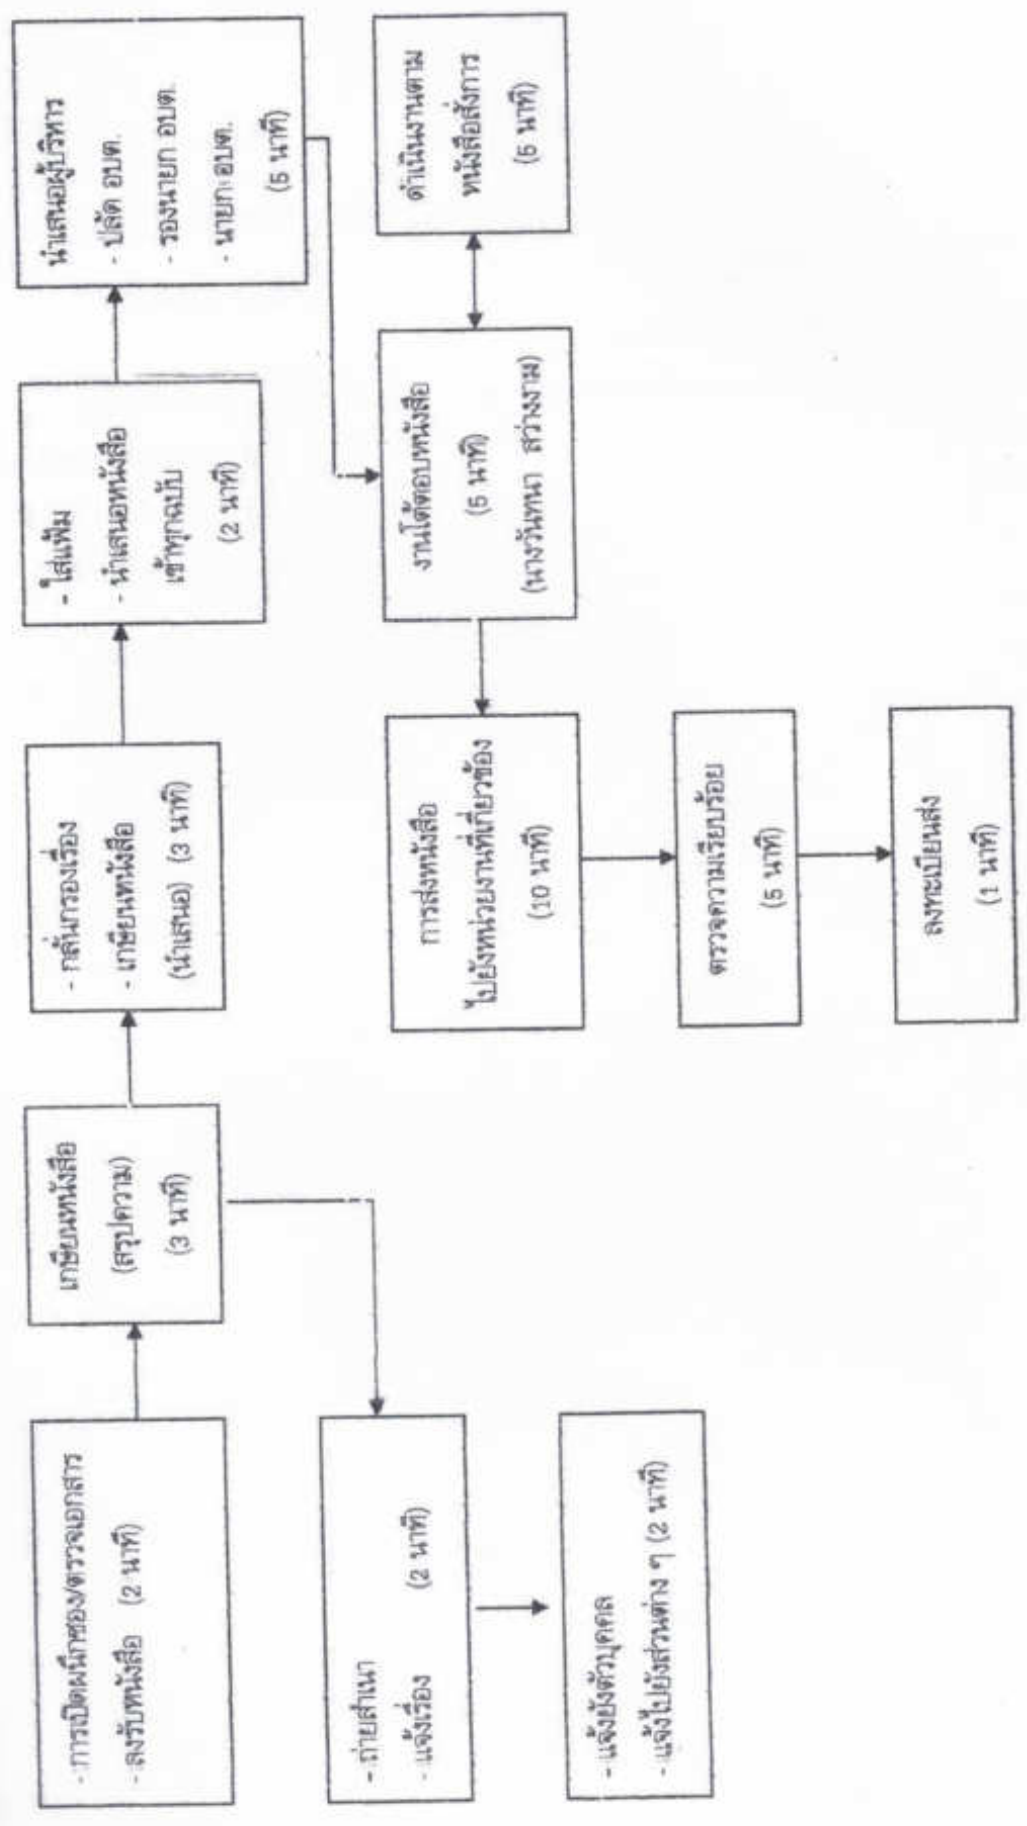 - การเปิดผนึกซอง/ตรวจเอกสาร
- ลงรับหนังสือ (2 นาที)
เกษียนหนังสือ
(สรุปความ)
(3 นาที)
- กลั่นกรองเรื่อง
- เกษียนหนังสือ
(นำเสนอ) (3 นาที)
- ใส่แฟ้ม
- นำเสนอหนังสือ
เข้าทุกฉบับ
(2 นาที)
นำเสนอผู้บริหาร
- ปลัด อบต.
- รองนายก อบต.
- นายก อบต.
(5 นาที)
- ถ่ายสำเนา
- แจ้งเรื่อง (2 นาที)
- แจ้งยังตัวบุคคล
- แจ้งไปยังส่วนต่าง ๆ (2 นาที)
งานโต้ตอบหนังสือ
(5 นาที)
(นางวันทนา สว่างงาม)
ดำเนินงานตาม
หนังสือสั่งการ
(5 นาที)
การส่งหนังสือ
ไปยังหน่วยงานที่เกี่ยวข้อง
(10 นาที)
ตรวจความเรียบร้อย
(5 นาที)
ลงทะเบียนส่ง
(1 นาที)